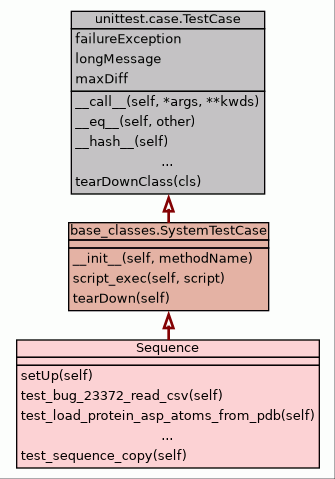 unittest.case.TestCase
failureException
longMessage
maxDiff
__call__(self, *args, **kwds)
__eq__(self, other)
__hash__(self)
...
tearDownClass(cls)
base_classes.SystemTestCase
__init__(self, methodName)
script_exec(self, script)
tearDown(self)
Sequence
setUp(self)
test_bug_23372_read_csv(self)
test_load_protein_asp_atoms_from_pdb(self)
...
test_sequence_copy(self)